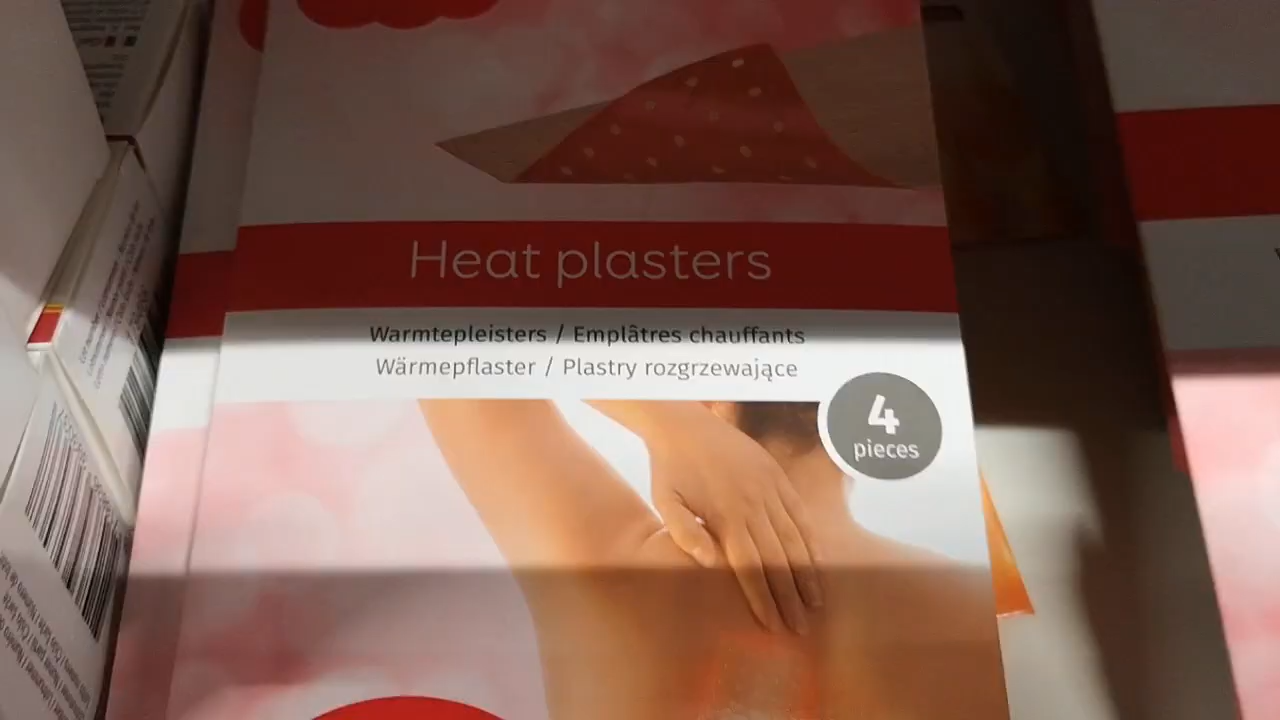 Heat plasters
Warmtepleisters / Emplâtres chauffants
Wärmepflaster / Plastry rozgrzewające
4
pieces